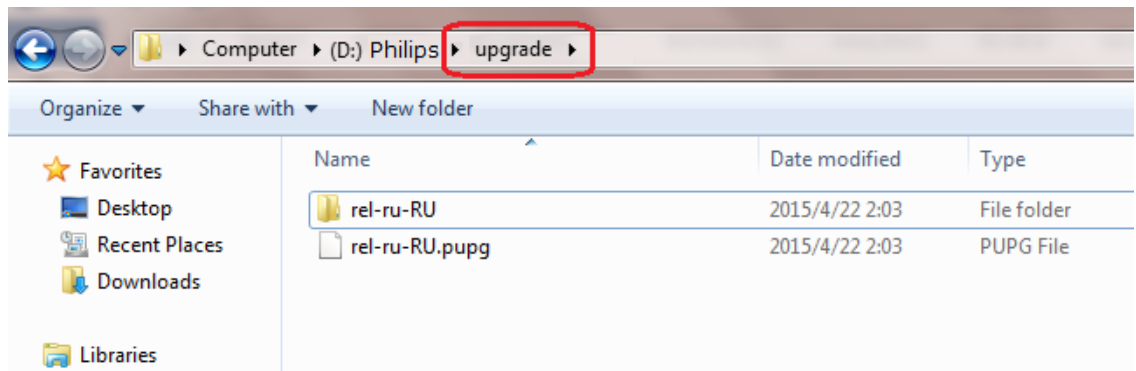 Computer (D:) Philips upgrade
Organize Share with New folder
Favorites
Desktop
Recent Places
Downloads
Libraries
Name Date modified Type
rel-ru-RU 2015/4/22 2:03 File folder
rel-ru-RU.pupg 2015/4/22 2:03 PUPG File